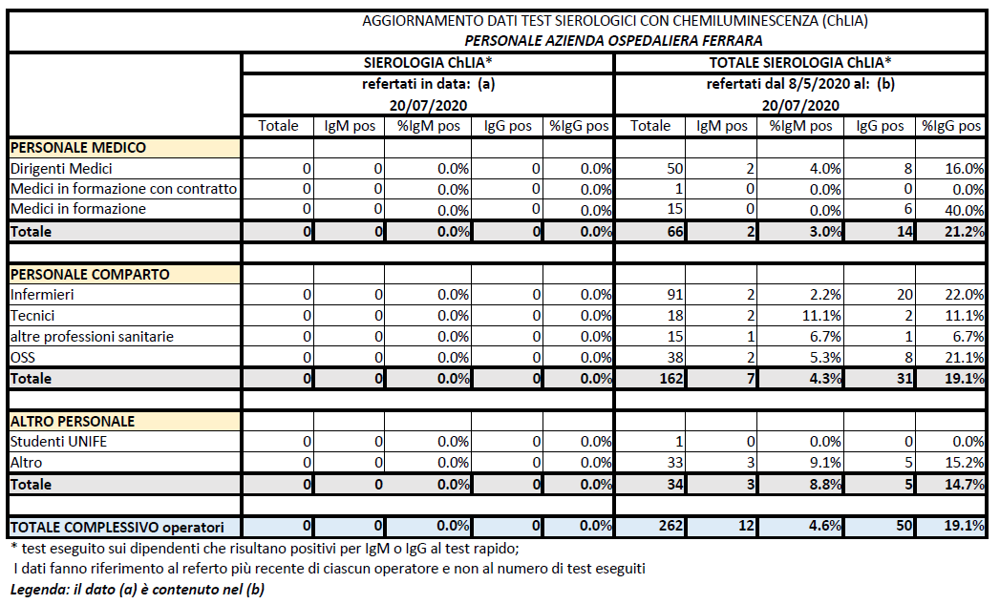 AGGIORNAMENTO DATI TEST SIEROLOGICI CON CHEMILUMINESCENZA (ChLIA)
PERSONALE AZIENDA OSPEDALIERA FERRARA
SIEROLOGIA ChLIA* TOTALE SIEROLOGIA ChLIA*
refertati in data: (a) refertati dal 8/5/2020 al: (b)
20/07/2020 20/07/2020
Totale IgM pos %IgM pos IgG pos %IgG pos Totale IgM pos %IgM pos IgG pos %IgG pos
PERSONALE MEDICO
Dirigenti Medici 0 0 0.0% 0 0.0% 50 2 4.0% 8 16.0%
Medici in formazione con contratto 0 0 0.0% 0 0.0% 1 0 0.0% 0 0.0%
Medici in formazione 0 0 0.0% 0 0.0% 15 0 0.0% 6 40.0%
Totale 0 0 0.0% 0 0.0% 66 2 3.0% 14 21.2%
PERSONALE COMPARTO
Infermieri 0 0 0.0% 0 0.0% 91 2 2.2% 20 22.0%
Tecnici 0 0 0.0% 0 0.0% 18 2 11.1% 2 11.1%
altre professioni sanitarie 0 0 0.0% 0 0.0% 15 1 6.7% 1 6.7%
OSS 0 0 0.0% 0 0.0% 38 2 5.3% 8 21.1%
Totale 0 0 0.0% 0 0.0% 162 7 4.3% 31 19.1%
ALTRO PERSONALE
Studenti UNIFE 0 0 0.0% 0 0.0% 1 0 0.0% 0 0.0%
Altro 0 0 0.0% 0 0.0% 33 3 9.1% 5 15.2%
Totale 0 0 0.0% 0 0.0% 34 3 8.8% 5 14.7%
TOTALE COMPLESSIVO operatori 0 0 0.0% 0 0.0% 262 12 4.6% 50 19.1%
* test eseguito sui dipendenti che risultano positivi per IgM o IgG al test rapido;
I dati fanno riferimento al referto più recente di ciascun operatore e non al numero di test eseguiti
Legenda: il dato (a) è contenuto nel (b)